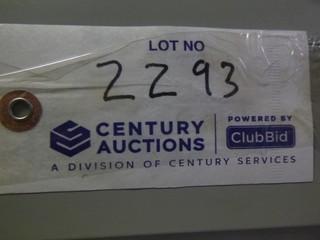 LOT NO
2293
CENTURY AUCTIONS
POWERED BY
ClubBid
A DIVISION OF CENTURY SERVICES